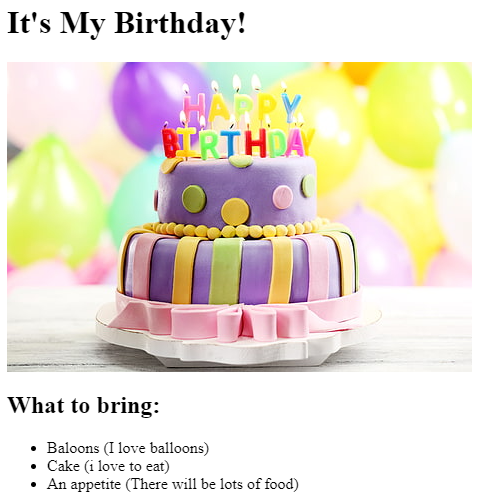 It's My Birthday!
HAPPY
BIRTHDAY
What to bring:
Baloons (I love balloons)
Cake (i love to eat)
An appetite (There will be lots of food)